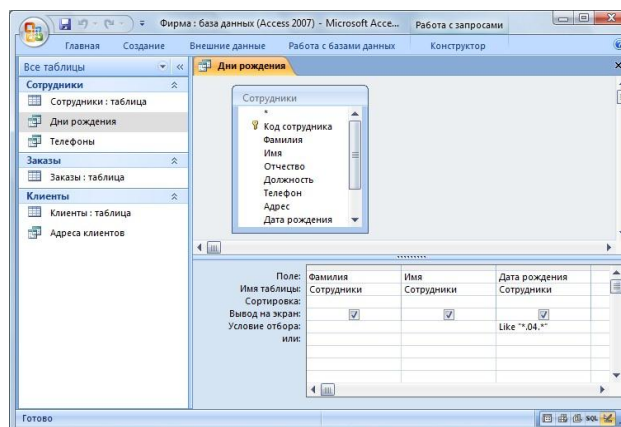 Фирма : база данных (Access 2007) - Microsoft Acce...
Работа с запросами
Главная Создание Внешние данные Работа с базами данных Конструктор
Все таблицы
Дни рождения
Сотрудники
Сотрудники : таблица
Дни рождения
Телефоны
Заказы
Заказы : таблица
Клиенты
Клиенты : таблица
Адреса клиентов
Сотрудники
*
Код сотрудника
Фамилия
Имя
Отчество
Должность
Телефон
Адрес
Дата рождения
Поле: Фамилия Имя Дата рождения
Имя таблицы: Сотрудники Сотрудники Сотрудники
Сортировка:
Вывод на экран:
Условие отбора: Like "*.04.*"
или:
Готово
SQL